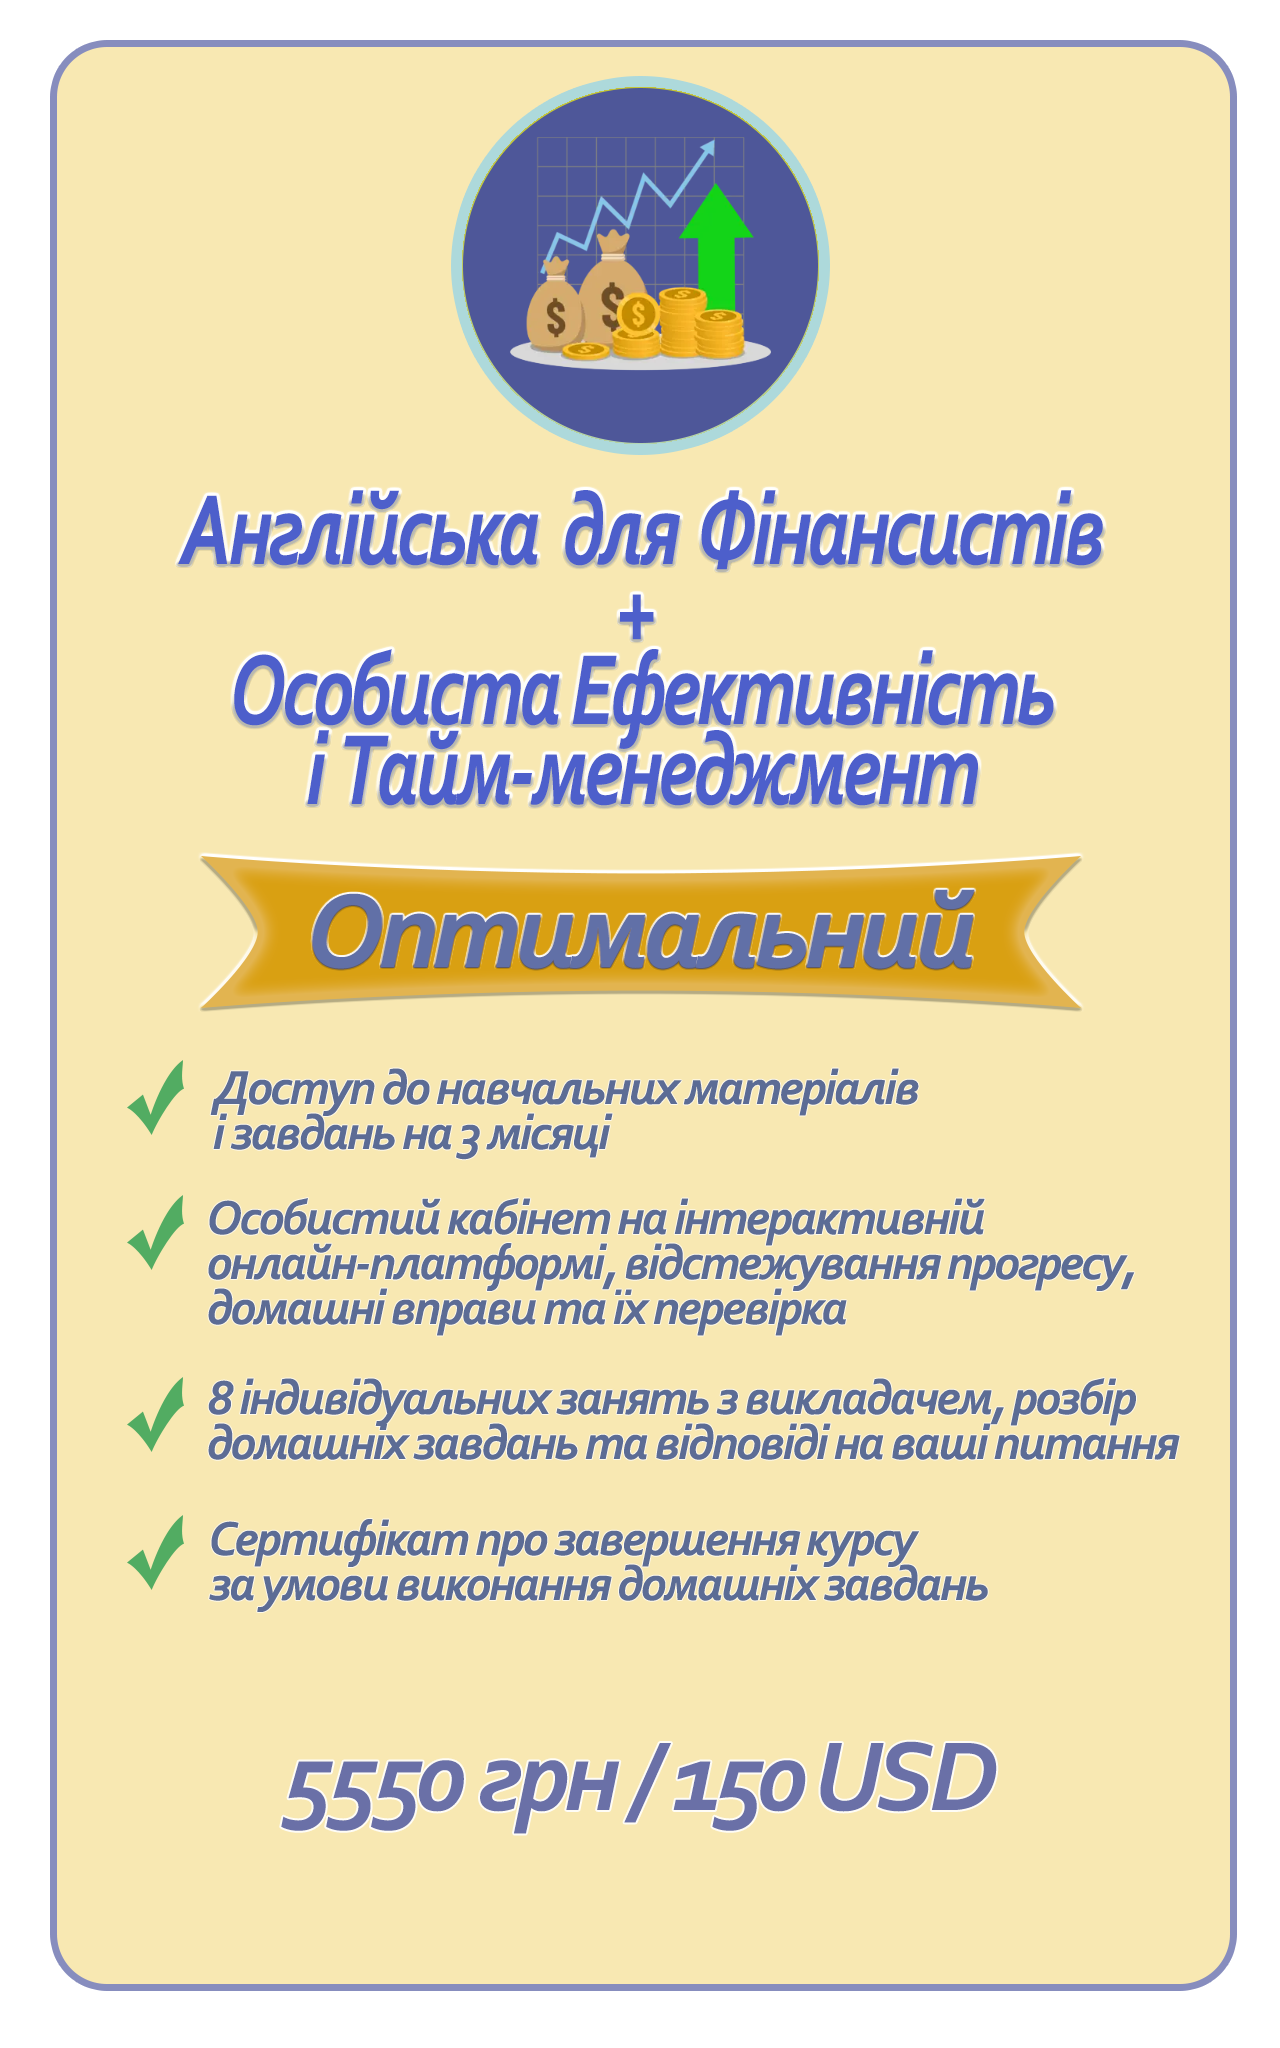 Англійська для Фінансистів
+
Особиста Ефективність
і Тайм-менеджмент
Оптимальний
Доступ до навчальних матеріалів
і завдань на 3 місяці
Особистий кабінет на інтерактивній
онлайн-платформі, відстежування прогресу,
домашні вправи та їх перевірка
8 індивідуальних занять з викладачем, розбір
домашніх завдань та відповіді на ваші питання
Сертифікат про завершення курсу
за умови виконання домашніх завдань
5550 грн / 150 USD